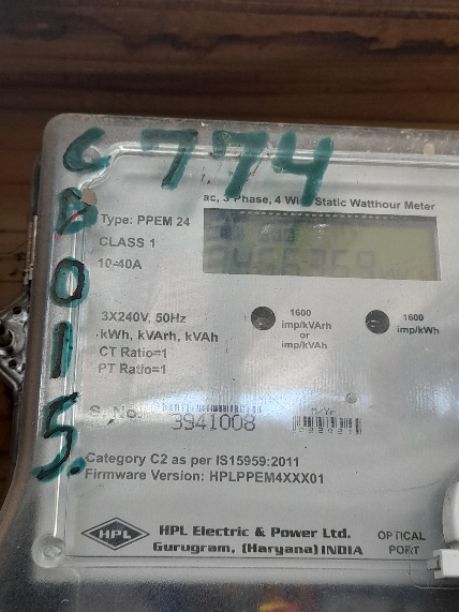 6774
G
B
0
1
5.
ac, 3 Phase, 4 Wi Static Watthour Meter
Type: PPEM 24
CLASS 1
10-40A
3X240V, 50Hz
kWh, kVArh, kVAh
CT Ratio=1
PT Ratio=1
1600
imp/kVArh
or
imp/kVAh
1600
imp/kWh
S. No.
3941008
M/Yr
Category C2 as per IS15959:2011
Firmware Version: HPLPPEM4XXX01
HPL
HPL Electric & Power Ltd.
Gurugram, (Haryana) INDIA
OPTICAL
PORT